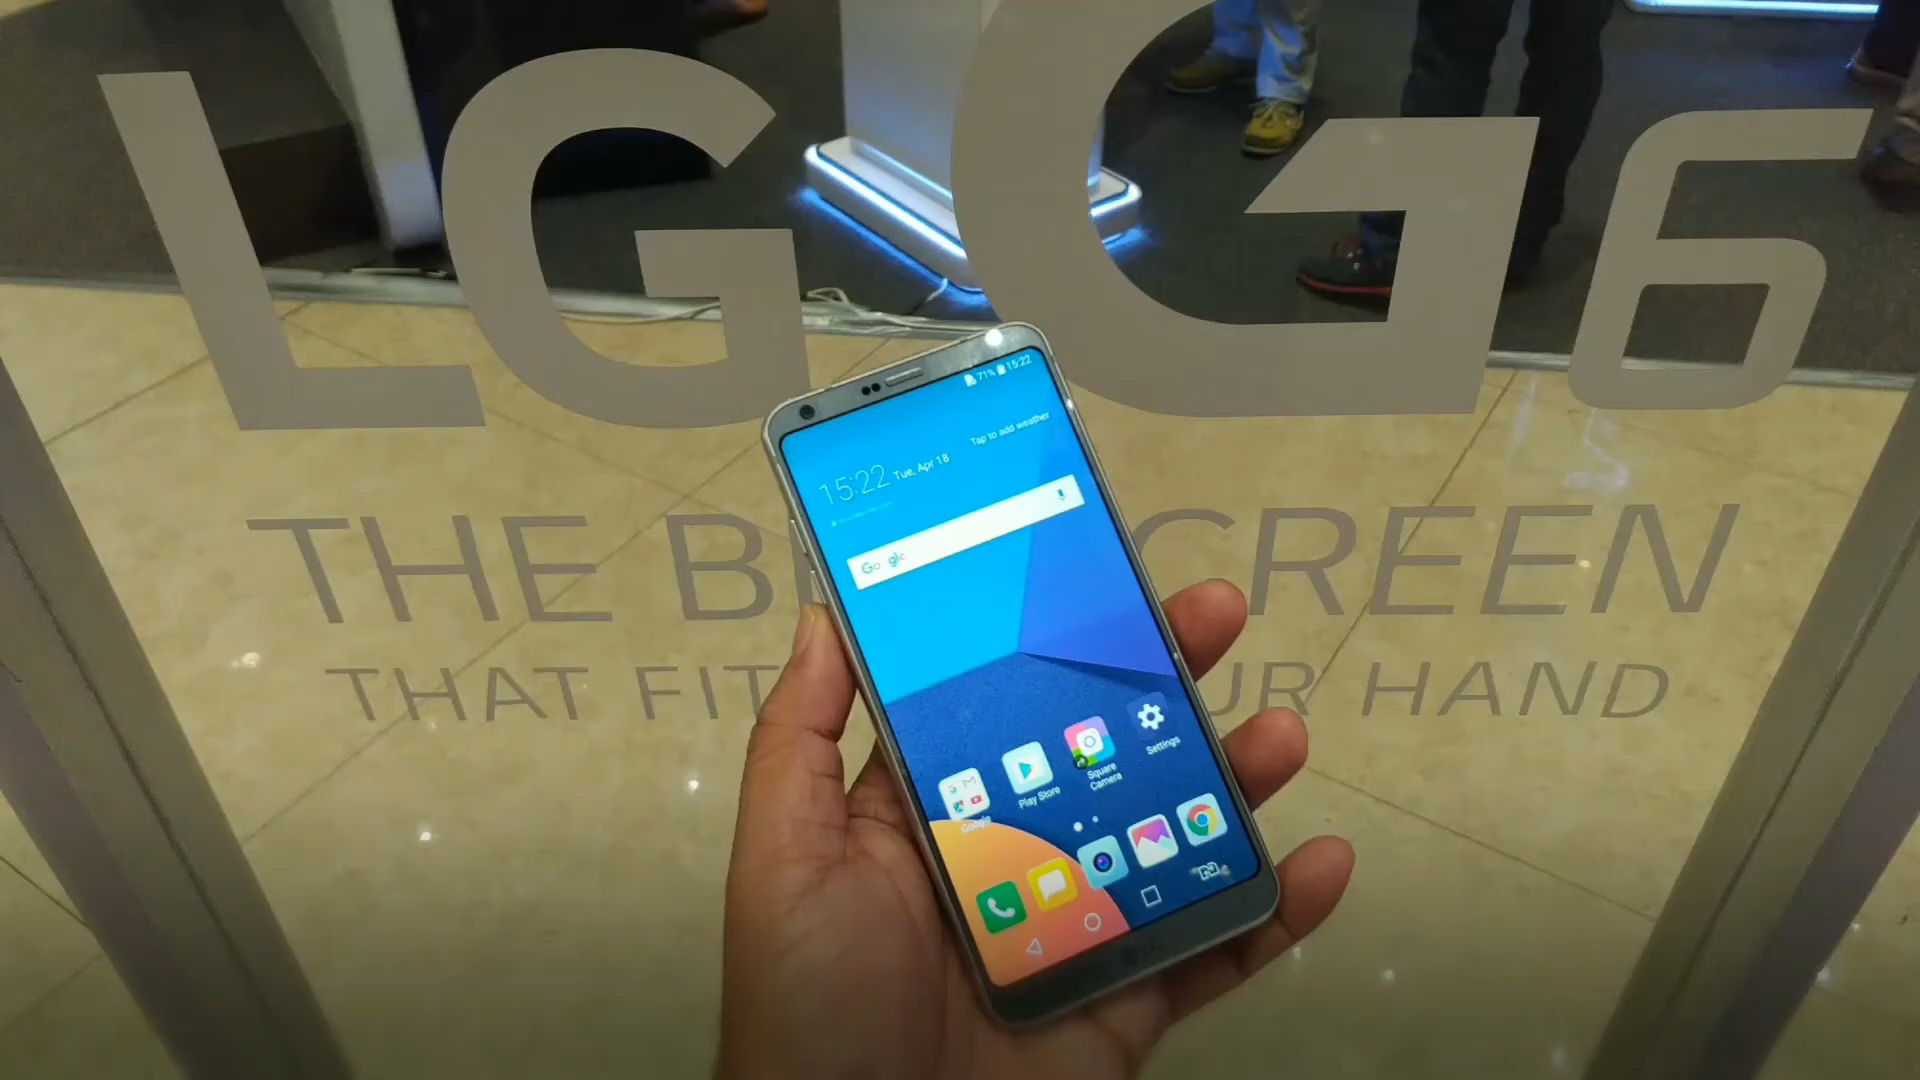 LG G6
71% 15:22
Tap to add weather
15:22 Tue, Apr 18
Google
THE B CREEN
THAT FIT UR HAND
Settings
Square
Camera
Play Store
Google